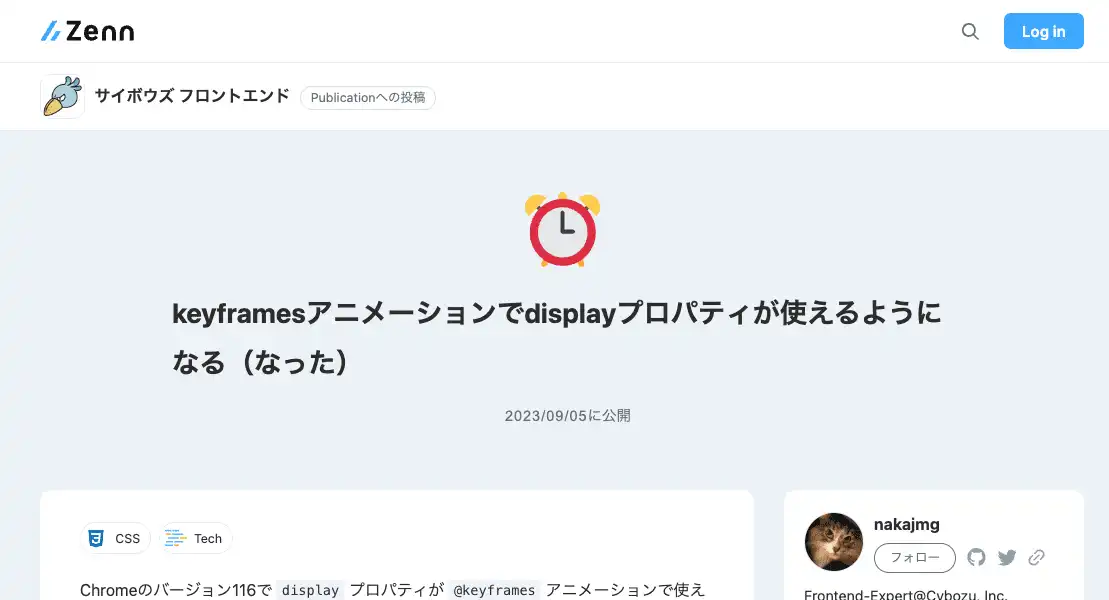 Zenn
Log in
サイボウズ フロントエンド
Publicationへの投稿
keyframesアニメーションでdisplayプロパティが使えるように
なる（なった）
2023/09/05に公開
CSS
Tech
nakajmg
フォロー
Chromeのバージョン116で display プロパティが @keyframes アニメーションで使え
Frontend-Expert@Cybozu, Inc.